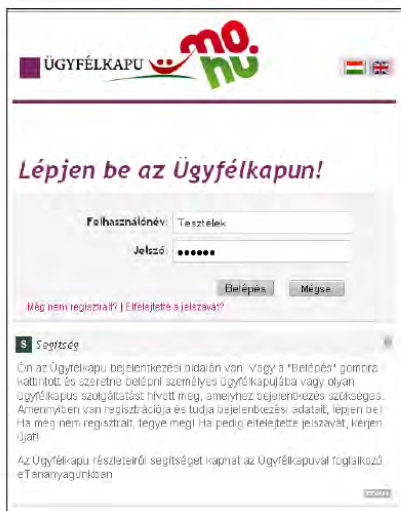 ÜGYFÉLKAPU
mo.
hu
Lépjen be az Ügyfélkapun!
Felhasználónév: Tesztelek
Jelszó: ••••••
Belépés Mégse
Még nem regisztrált? | Elfelejtette a jelszavát?
S Segítség
Ön az Ügyfélkapu bejelentkezési oldalán van. Vagy a "Belépés" gombra
kattintott és szeretne belépni személyes ügyfélkapujába vagy olyan
ügyfélkapus szolgáltatást hívott meg, amelyhez bejelentkezés szükséges.
Amennyiben van regisztrációja és tudja bejelentkezési adatait, lépjen be!
Ha még nem regisztrált, tegye meg! Ha pedig elfelejtette jelszavát, kérjen
újat!
Az Ügyfélkapu részleteiről segítséget kaphat az Ügyfélkapuval foglalkozó
eTananyagunkban